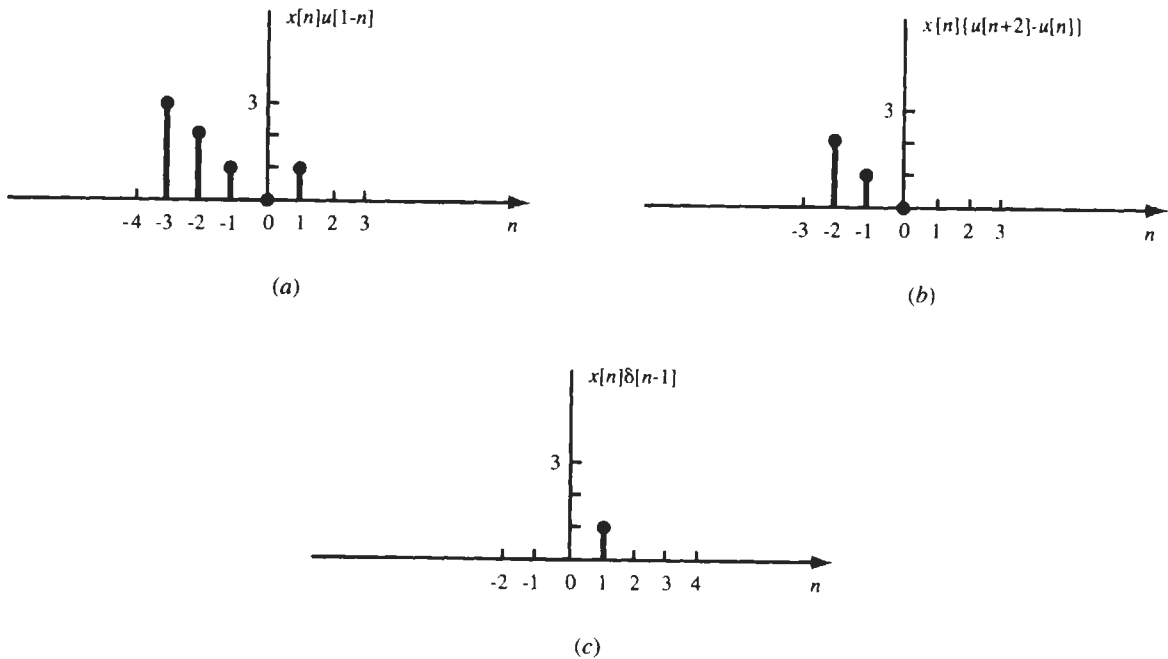 x[n]u[1-n]
3
-4 -3 -2 -1 0 1 2 3
n
(a)
x[n]{u[n+2]-u[n]}
3
-3 -2 -1 0 1 2 3
n
(b)
x[n]δ[n-1]
3
-2 -1 0 1 2 3 4
n
(c)